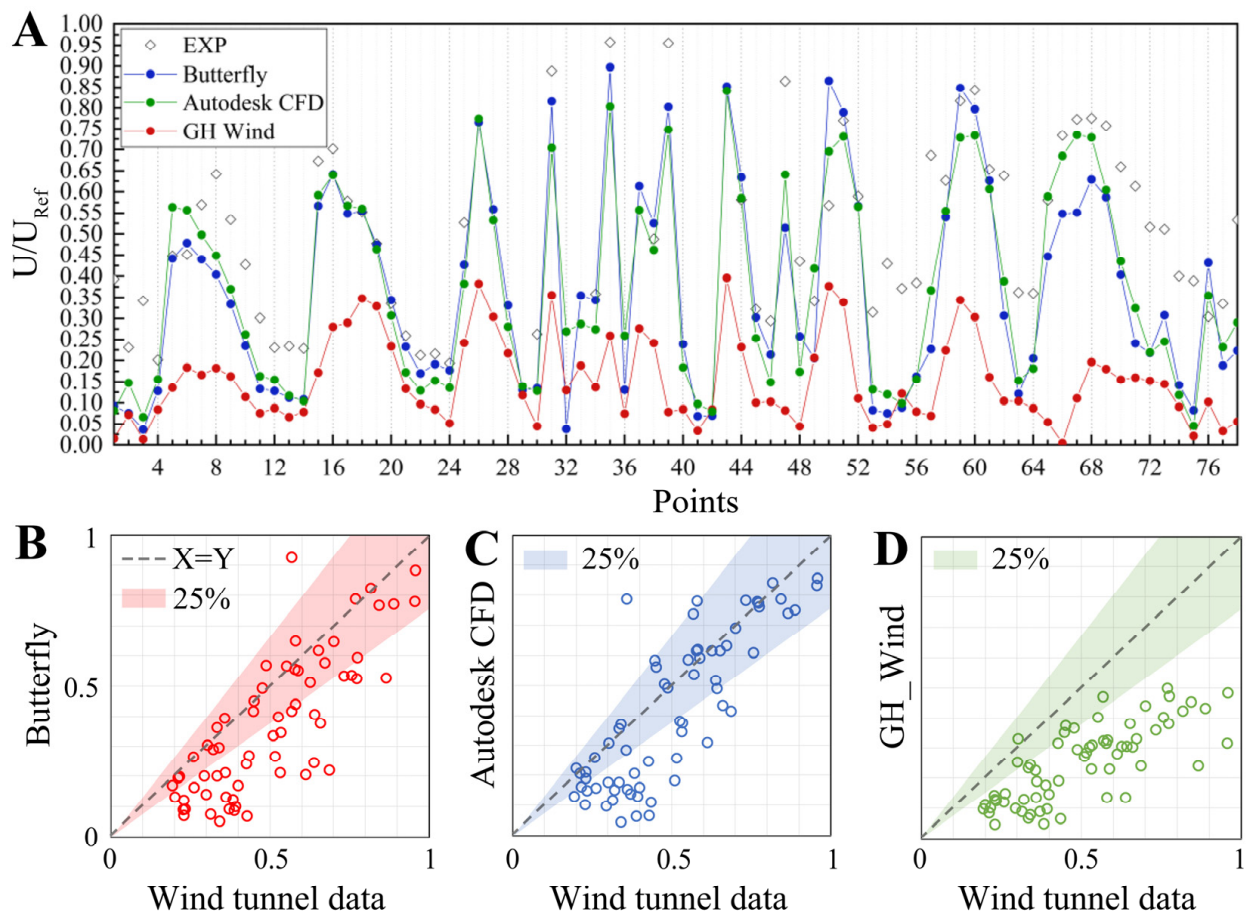 A
1.00
0.95
0.90
0.85
0.80
0.75
0.70
0.65
0.60
0.55
0.50
0.45
0.40
0.35
0.30
0.25
0.20
0.15
0.10
0.05
0.00
U/U_Ref
EXP
Butterfly
Autodesk CFD
GH Wind
4 8 12 16 20 24 28 32 36 40 44 48 52 56 60 64 68 72 76
Points
B
X=Y
25%
1
0.5
0
Butterfly
0 0.5 1
Wind tunnel data
C
25%
Autodesk CFD
0 0.5 1
Wind tunnel data
D
25%
GH_Wind
0 0.5 1
Wind tunnel data